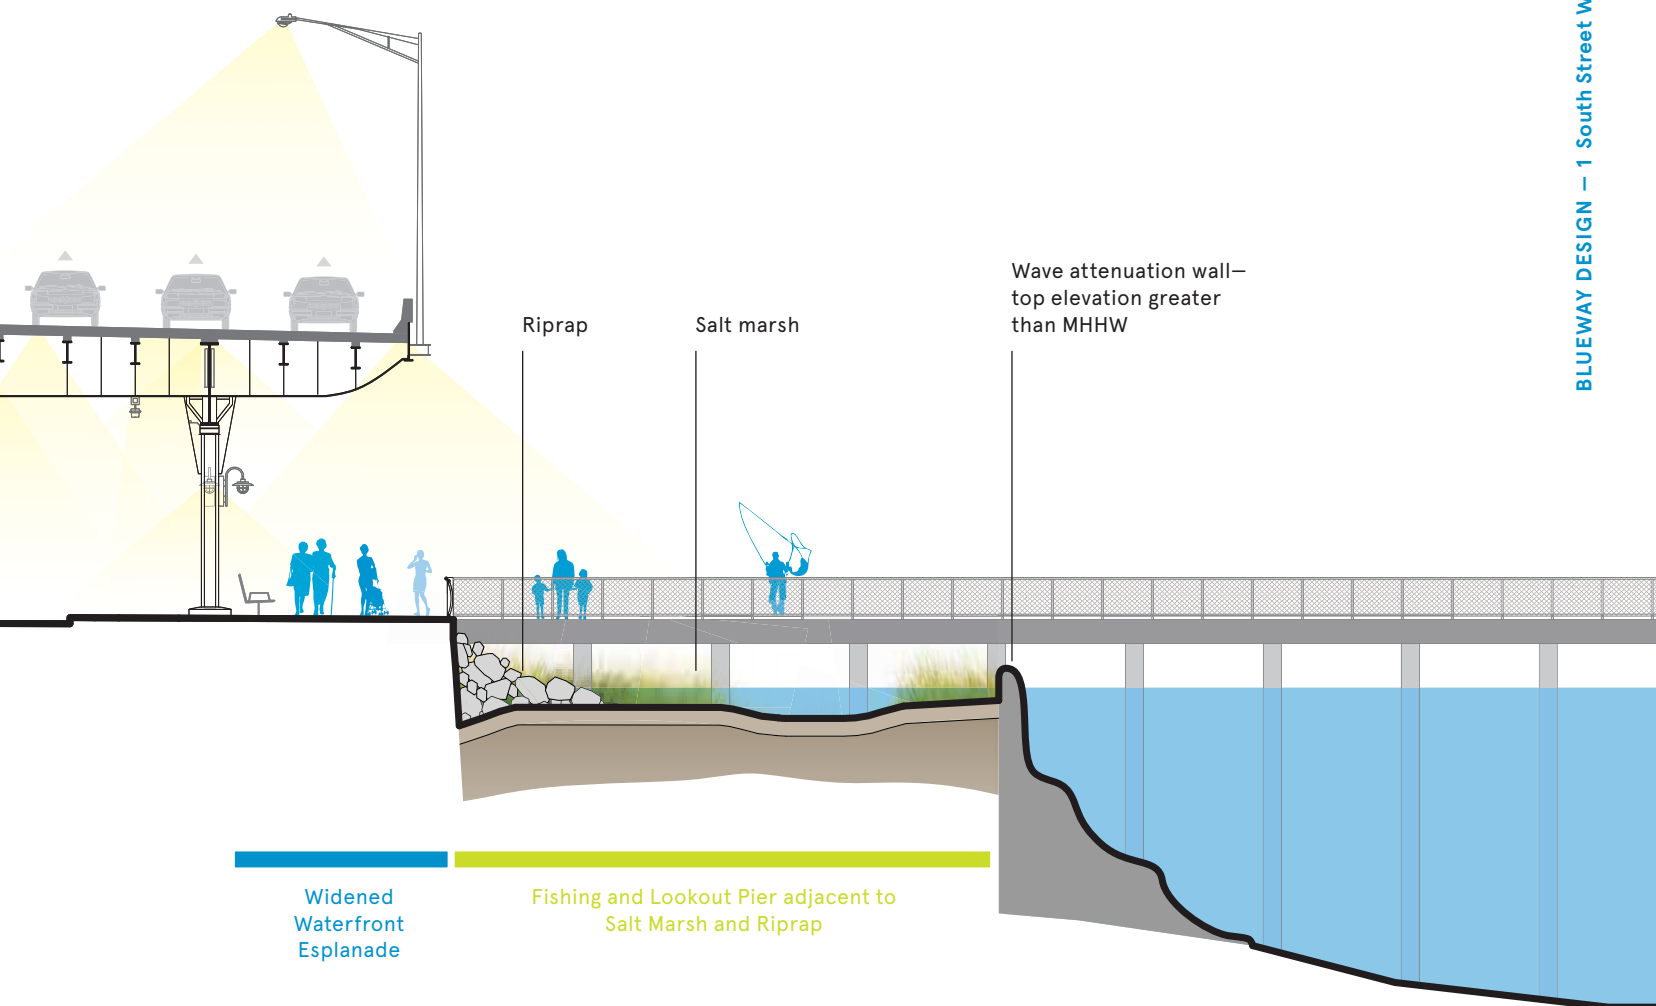 BLUEWAY DESIGN — 1 South Street W
Wave attenuation wall—
top elevation greater
than MHHW
Riprap
Salt marsh
Widened
Waterfront
Esplanade
Fishing and Lookout Pier adjacent to
Salt Marsh and Riprap